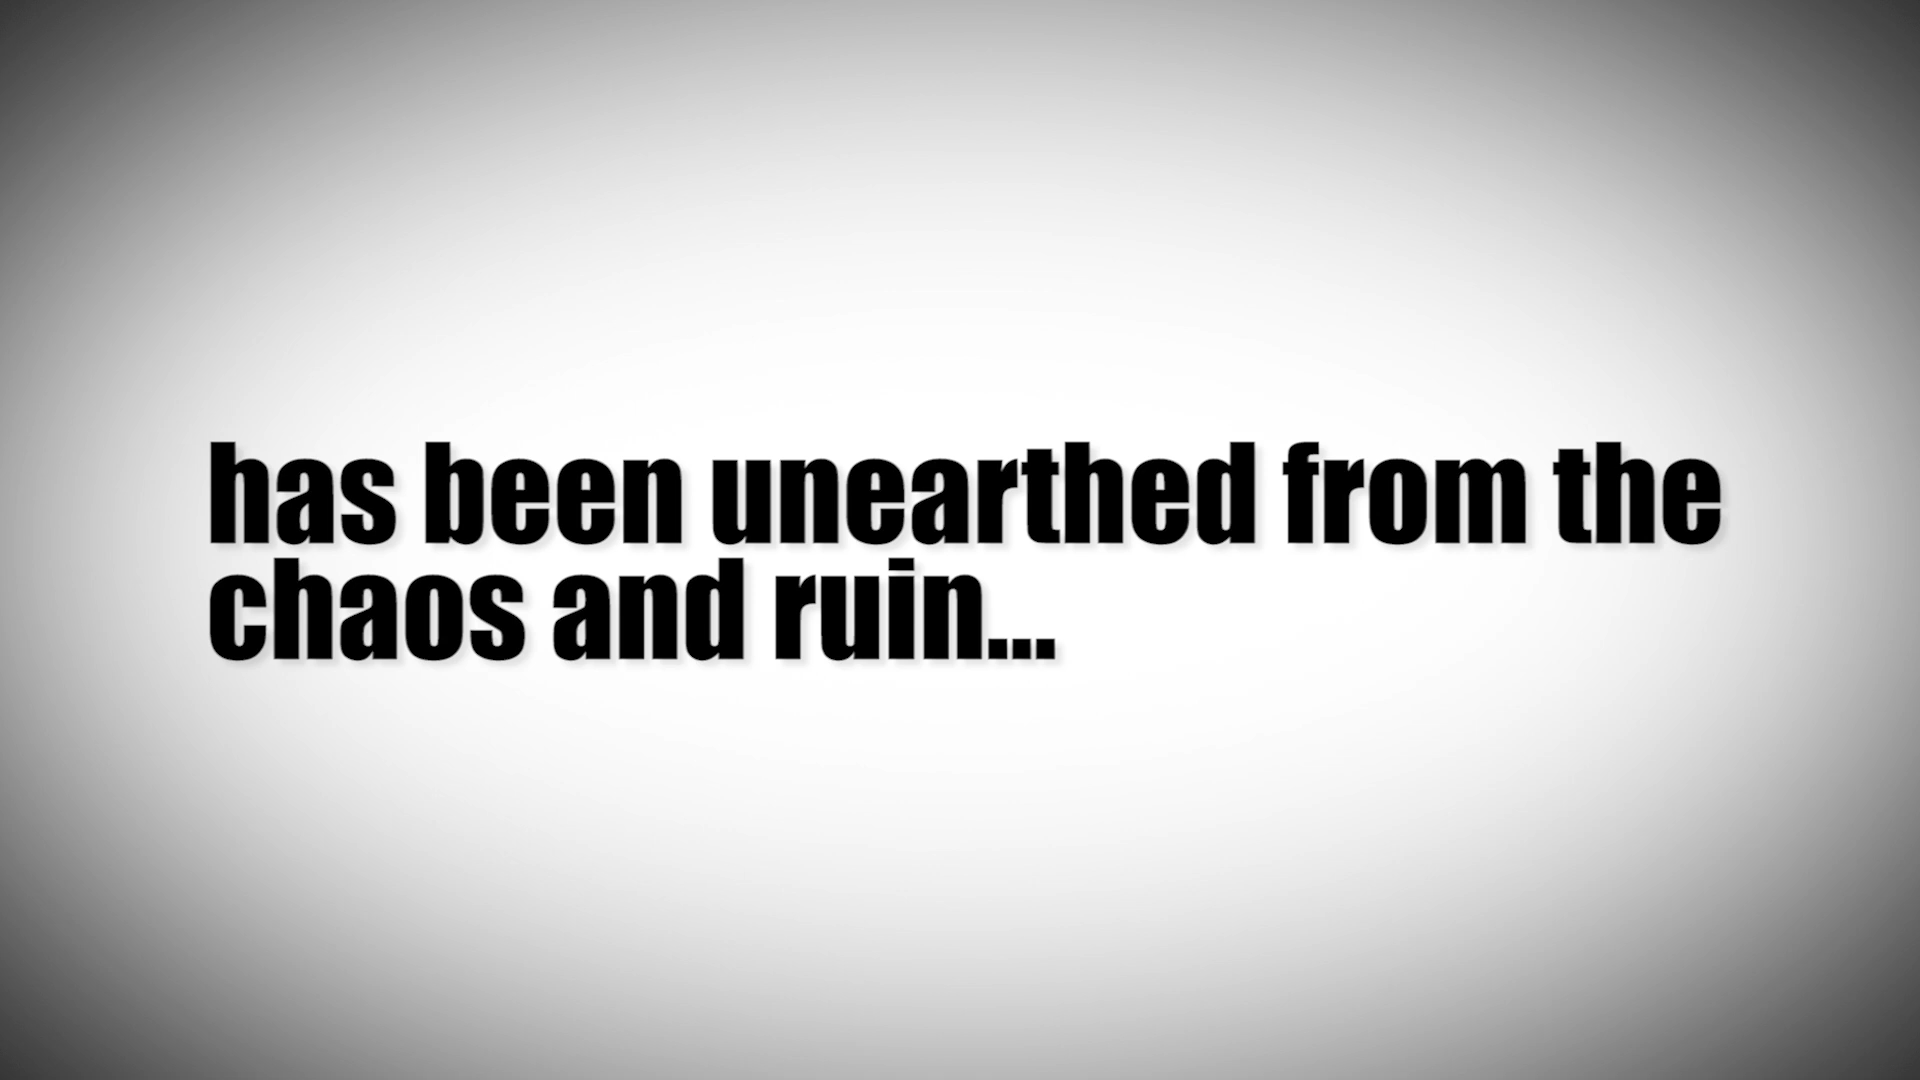 has been unearthed from the
chaos and ruin...